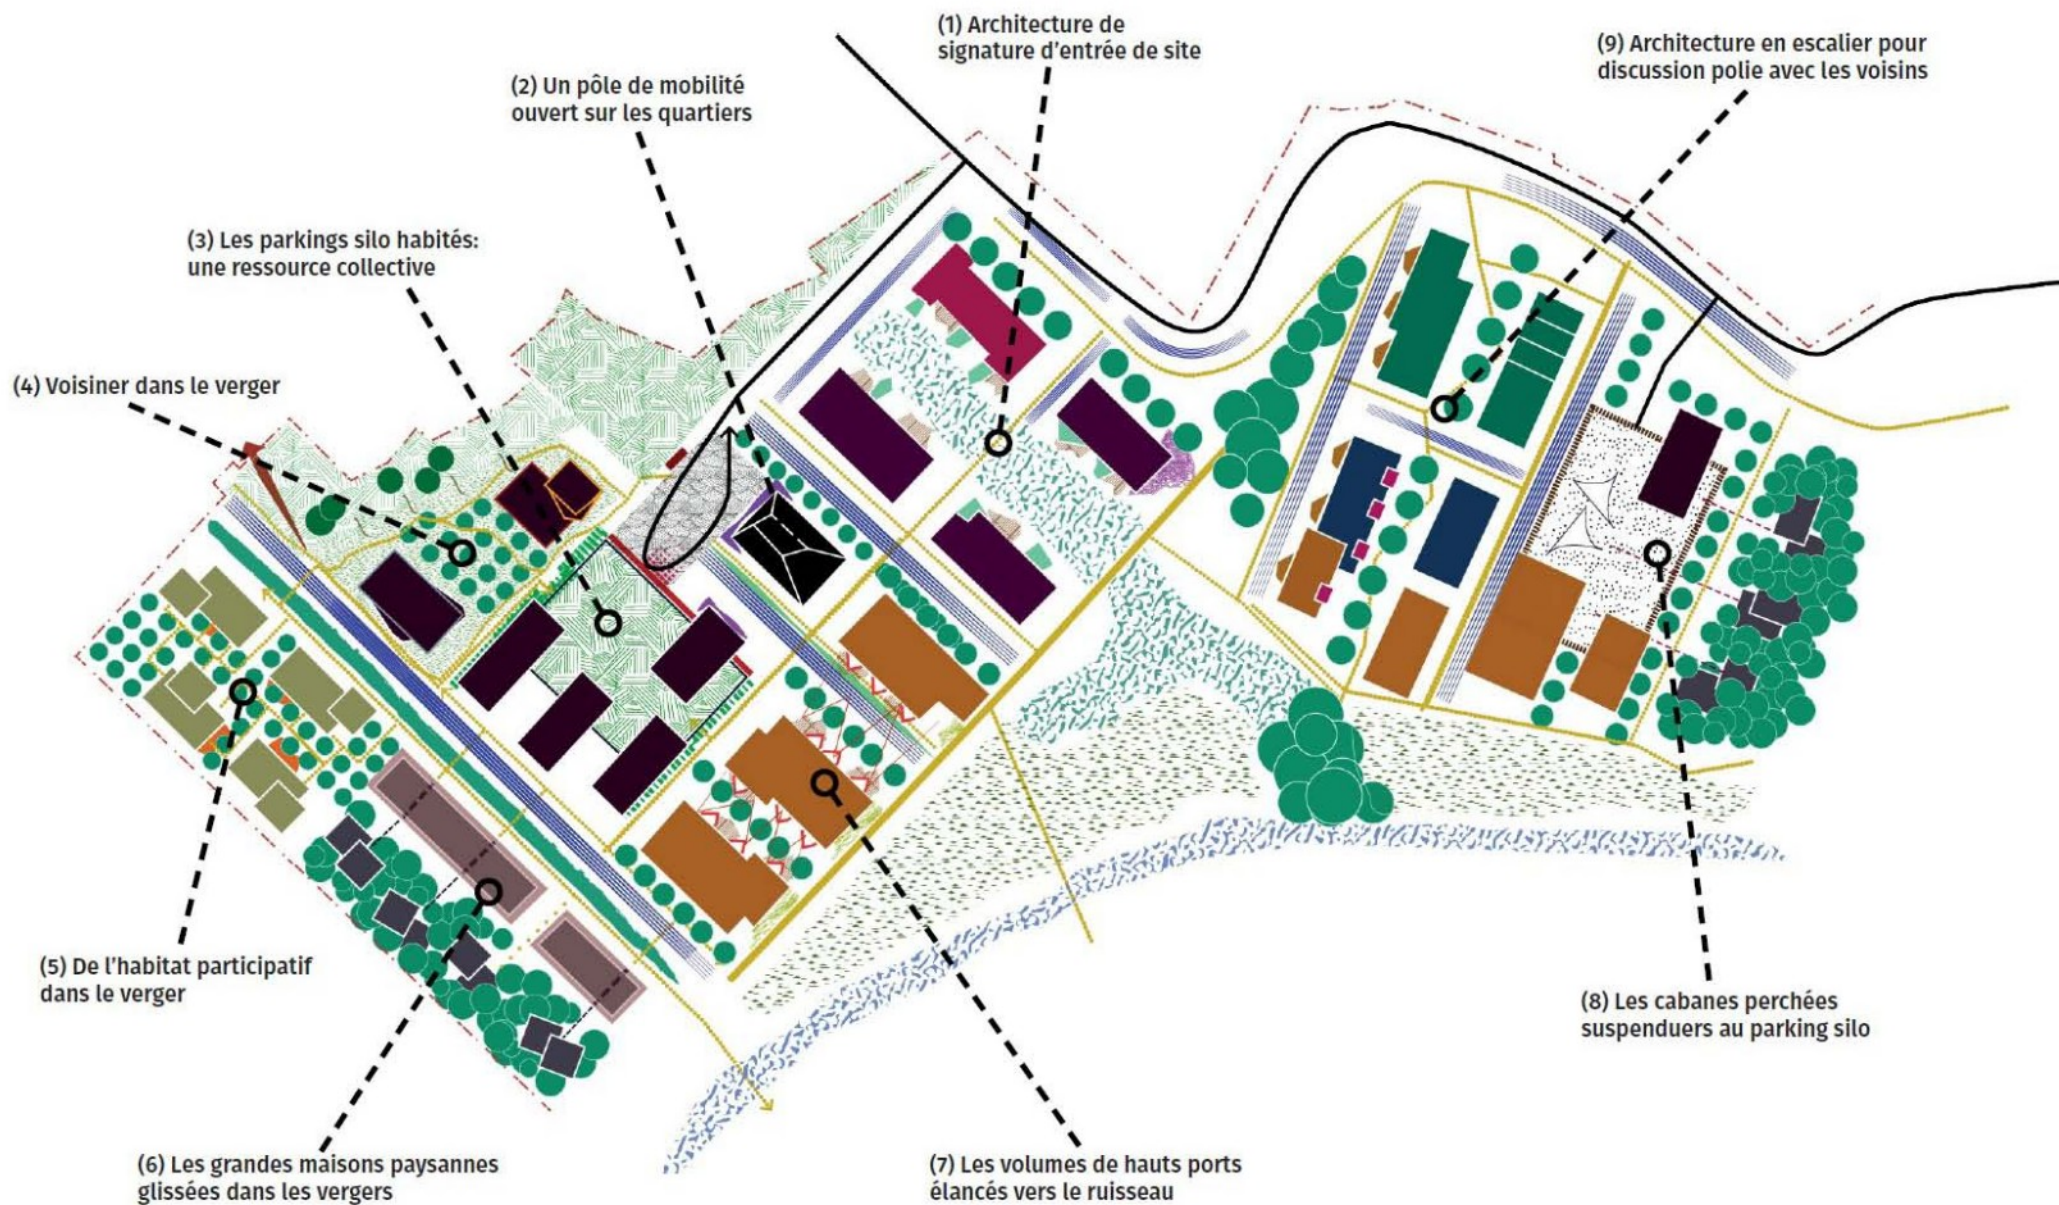 (1) Architecture de
signature d'entrée de site
(2) Un pôle de mobilité
ouvert sur les quartiers
(3) Les parkings silo habités:
une ressource collective
(4) Voisiner dans le verger
(5) De l'habitat participatif
dans le verger
(6) Les grandes maisons paysannes
glissées dans les vergers
(7) Les volumes de hauts ports
élancés vers le ruisseau
(8) Les cabanes perchées
suspenduers au parking silo
(9) Architecture en escalier pour
discussion polie avec les voisins